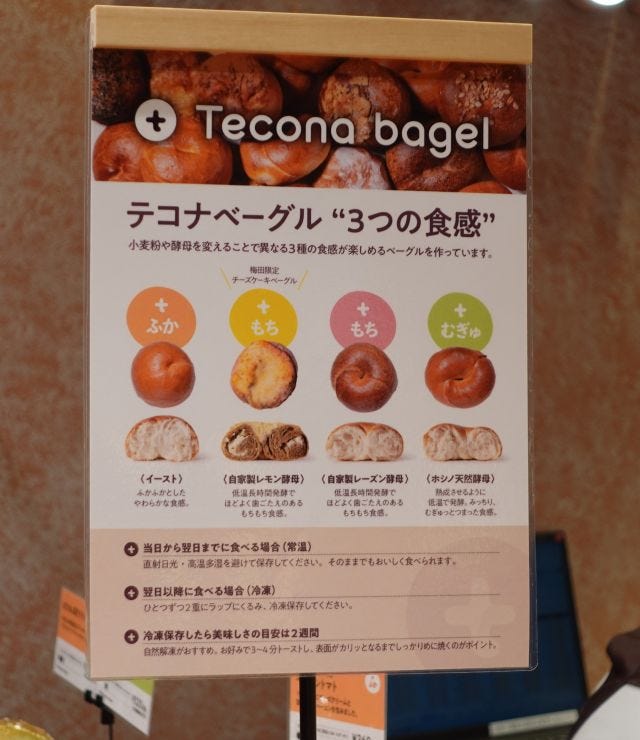 t Tecona bagel
テコナベーグル “3つの食感”
小麦粉や酵母を変えることで異なる3種の食感が楽しめるベーグルを作っています。
梅田限定
チーズケーキベーグル
+ふか
+もち
+もち
+むぎゅ
〈イースト〉
ふかふかとした
やわらかな食感。
〈自家製レモン酵母〉
低温長時間発酵で
ほどよく歯ごたえのある
もちもち食感。
〈自家製レーズン酵母〉
低温長時間発酵で
ほどよく歯ごたえのある
もちもち食感。
〈ホシノ天然酵母〉
熟成させるように
低温で発酵。みっちり、
むぎゅっとつまった食感。
+ 当日から翌日までに食べる場合(常温)
直射日光・高温多湿を避けて保存してください。そのままでもおいしく食べられます。
+ 翌日以降に食べる場合(冷凍)
ひとつずつ2重にラップにくるみ、冷凍保存してください。
+ 冷凍保存したら美味しさの目安は2週間
自然解凍がおすすめ。お好みで3~4分トーストし、表面がカリッとなるまでしっかりめに焼くのがポイント。